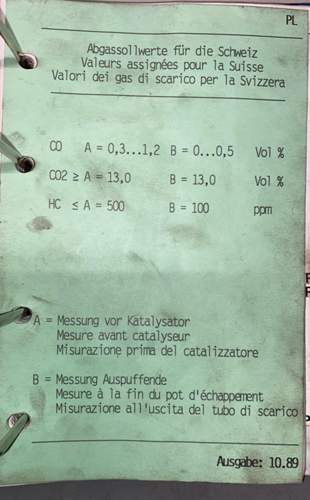 PL
Abgassollwerte für die Schweiz
Valeurs assignées pour la Suisse
Valori dei gas di scarico per la Svizzera
CO A = 0,3...1,2 B = 0...0,5 Vol %
CO2 ≥ A = 13,0 B = 13,0 Vol %
HC ≤ A = 500 B = 100 ppm
A = Messung vor Katalysator
Mesure avant catalyseur
Misurazione prima del catalizzatore
B = Messung Auspuffende
Mesure à la fin du pot d'échappement
Misurazione all'uscita del tubo di scarico
Ausgabe: 10.89